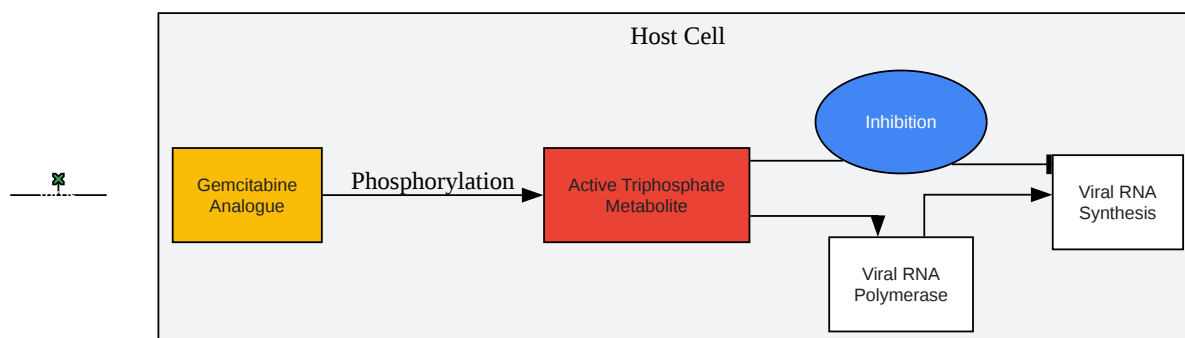 Host Cell
Inhibition
Gemcitabine
Analogue
Phosphorylation
Active Triphosphate
Metabolite
Viral RNA
Synthesis
Viral RNA
Polymerase